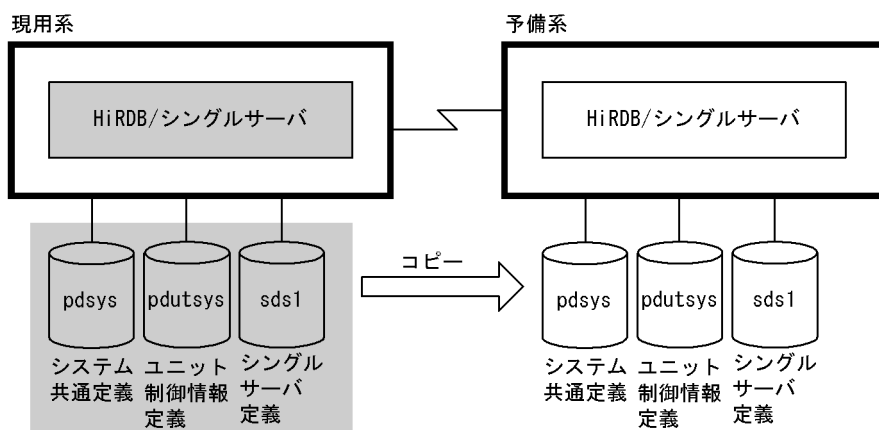 現用系
予備系
HiRDB/シングルサーバ
HiRDB/シングルサーバ
コピー
pdsys
pdutsys
sds1
pdsys
pdutsys
sds1
システム
共通定義
ユニット
制御情報
定義
シングル
サーバ
定義
システム
共通定義
ユニット
制御情報
定義
シングル
サーバ
定義